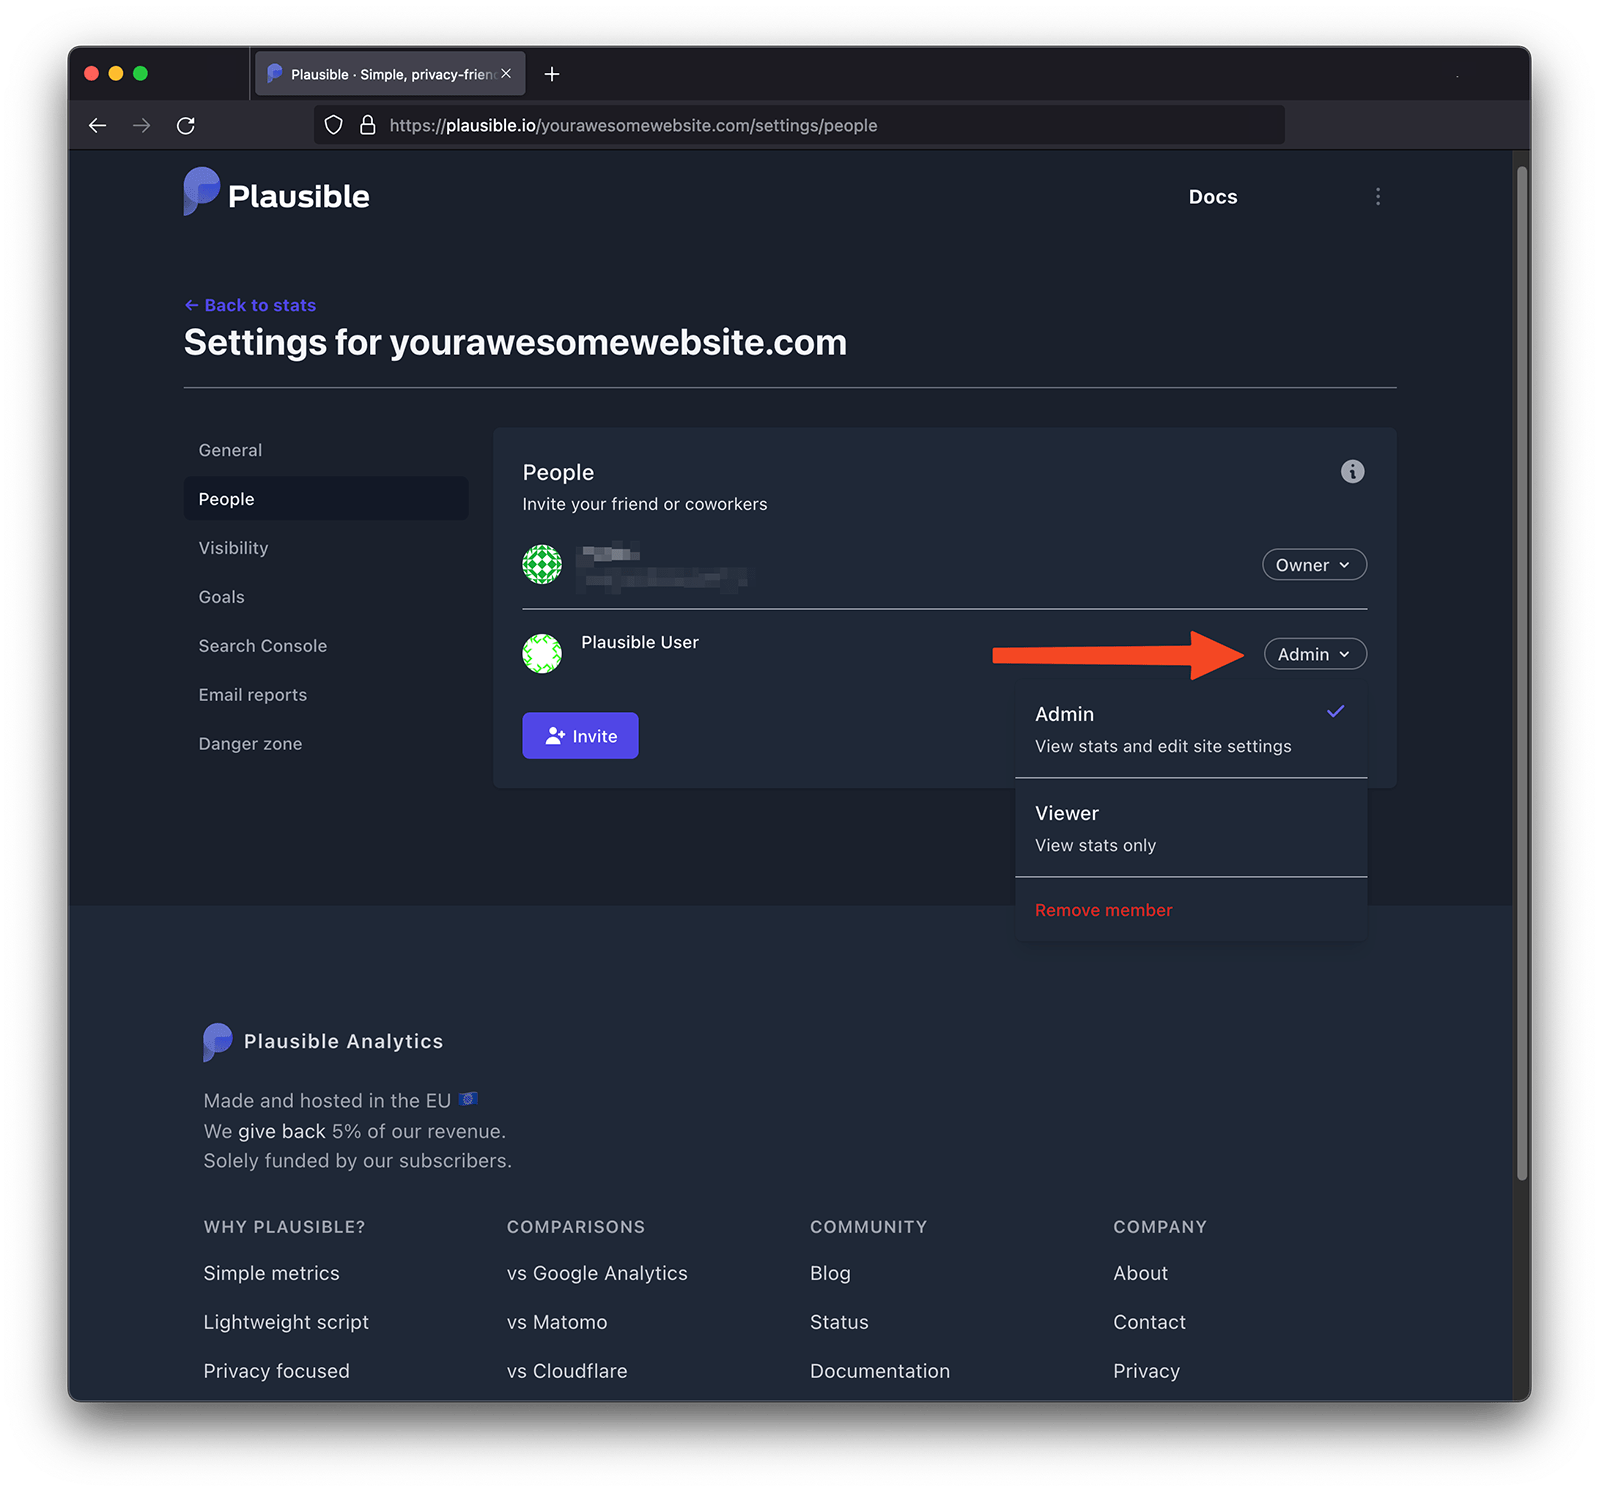 Plausible · Simple, privacy-frien
https://plausible.io/yourawesomewebsite.com/settings/people
Plausible
Docs
← Back to stats
Settings for yourawesomewebsite.com
General
People
Visibility
Goals
Search Console
Email reports
Danger zone
People
Invite your friend or coworkers
Owner
Plausible User
Admin
Invite
Admin
View stats and edit site settings
Viewer
View stats only
Remove member
Plausible Analytics
Made and hosted in the EU 🇪🇺
We give back 5% of our revenue.
Solely funded by our subscribers.
WHY PLAUSIBLE?
Simple metrics
Lightweight script
Privacy focused
COMPARISONS
vs Google Analytics
vs Matomo
vs Cloudflare
COMMUNITY
Blog
Status
Documentation
COMPANY
About
Contact
Privacy